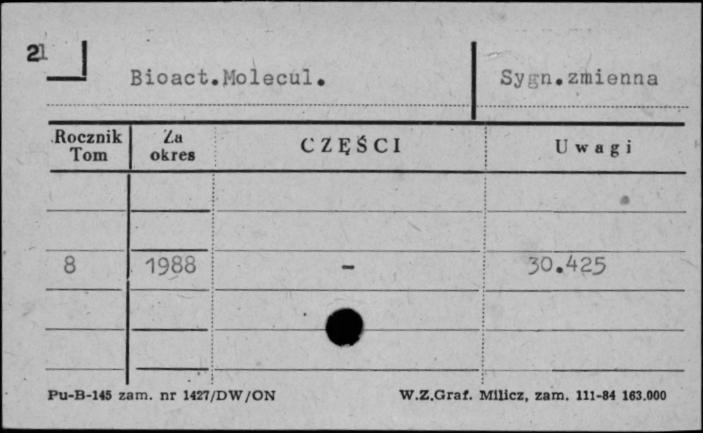 21
Bioact.Molecul. Sygn.zmienna
Rocznik Tom Za okres CZĘŚCI Uwagi
8 1988 - 30.425
Pu-B-145 zam. nr 1427/DW/ON W.Z.Graf. Milicz, zam. 111-84 163.000